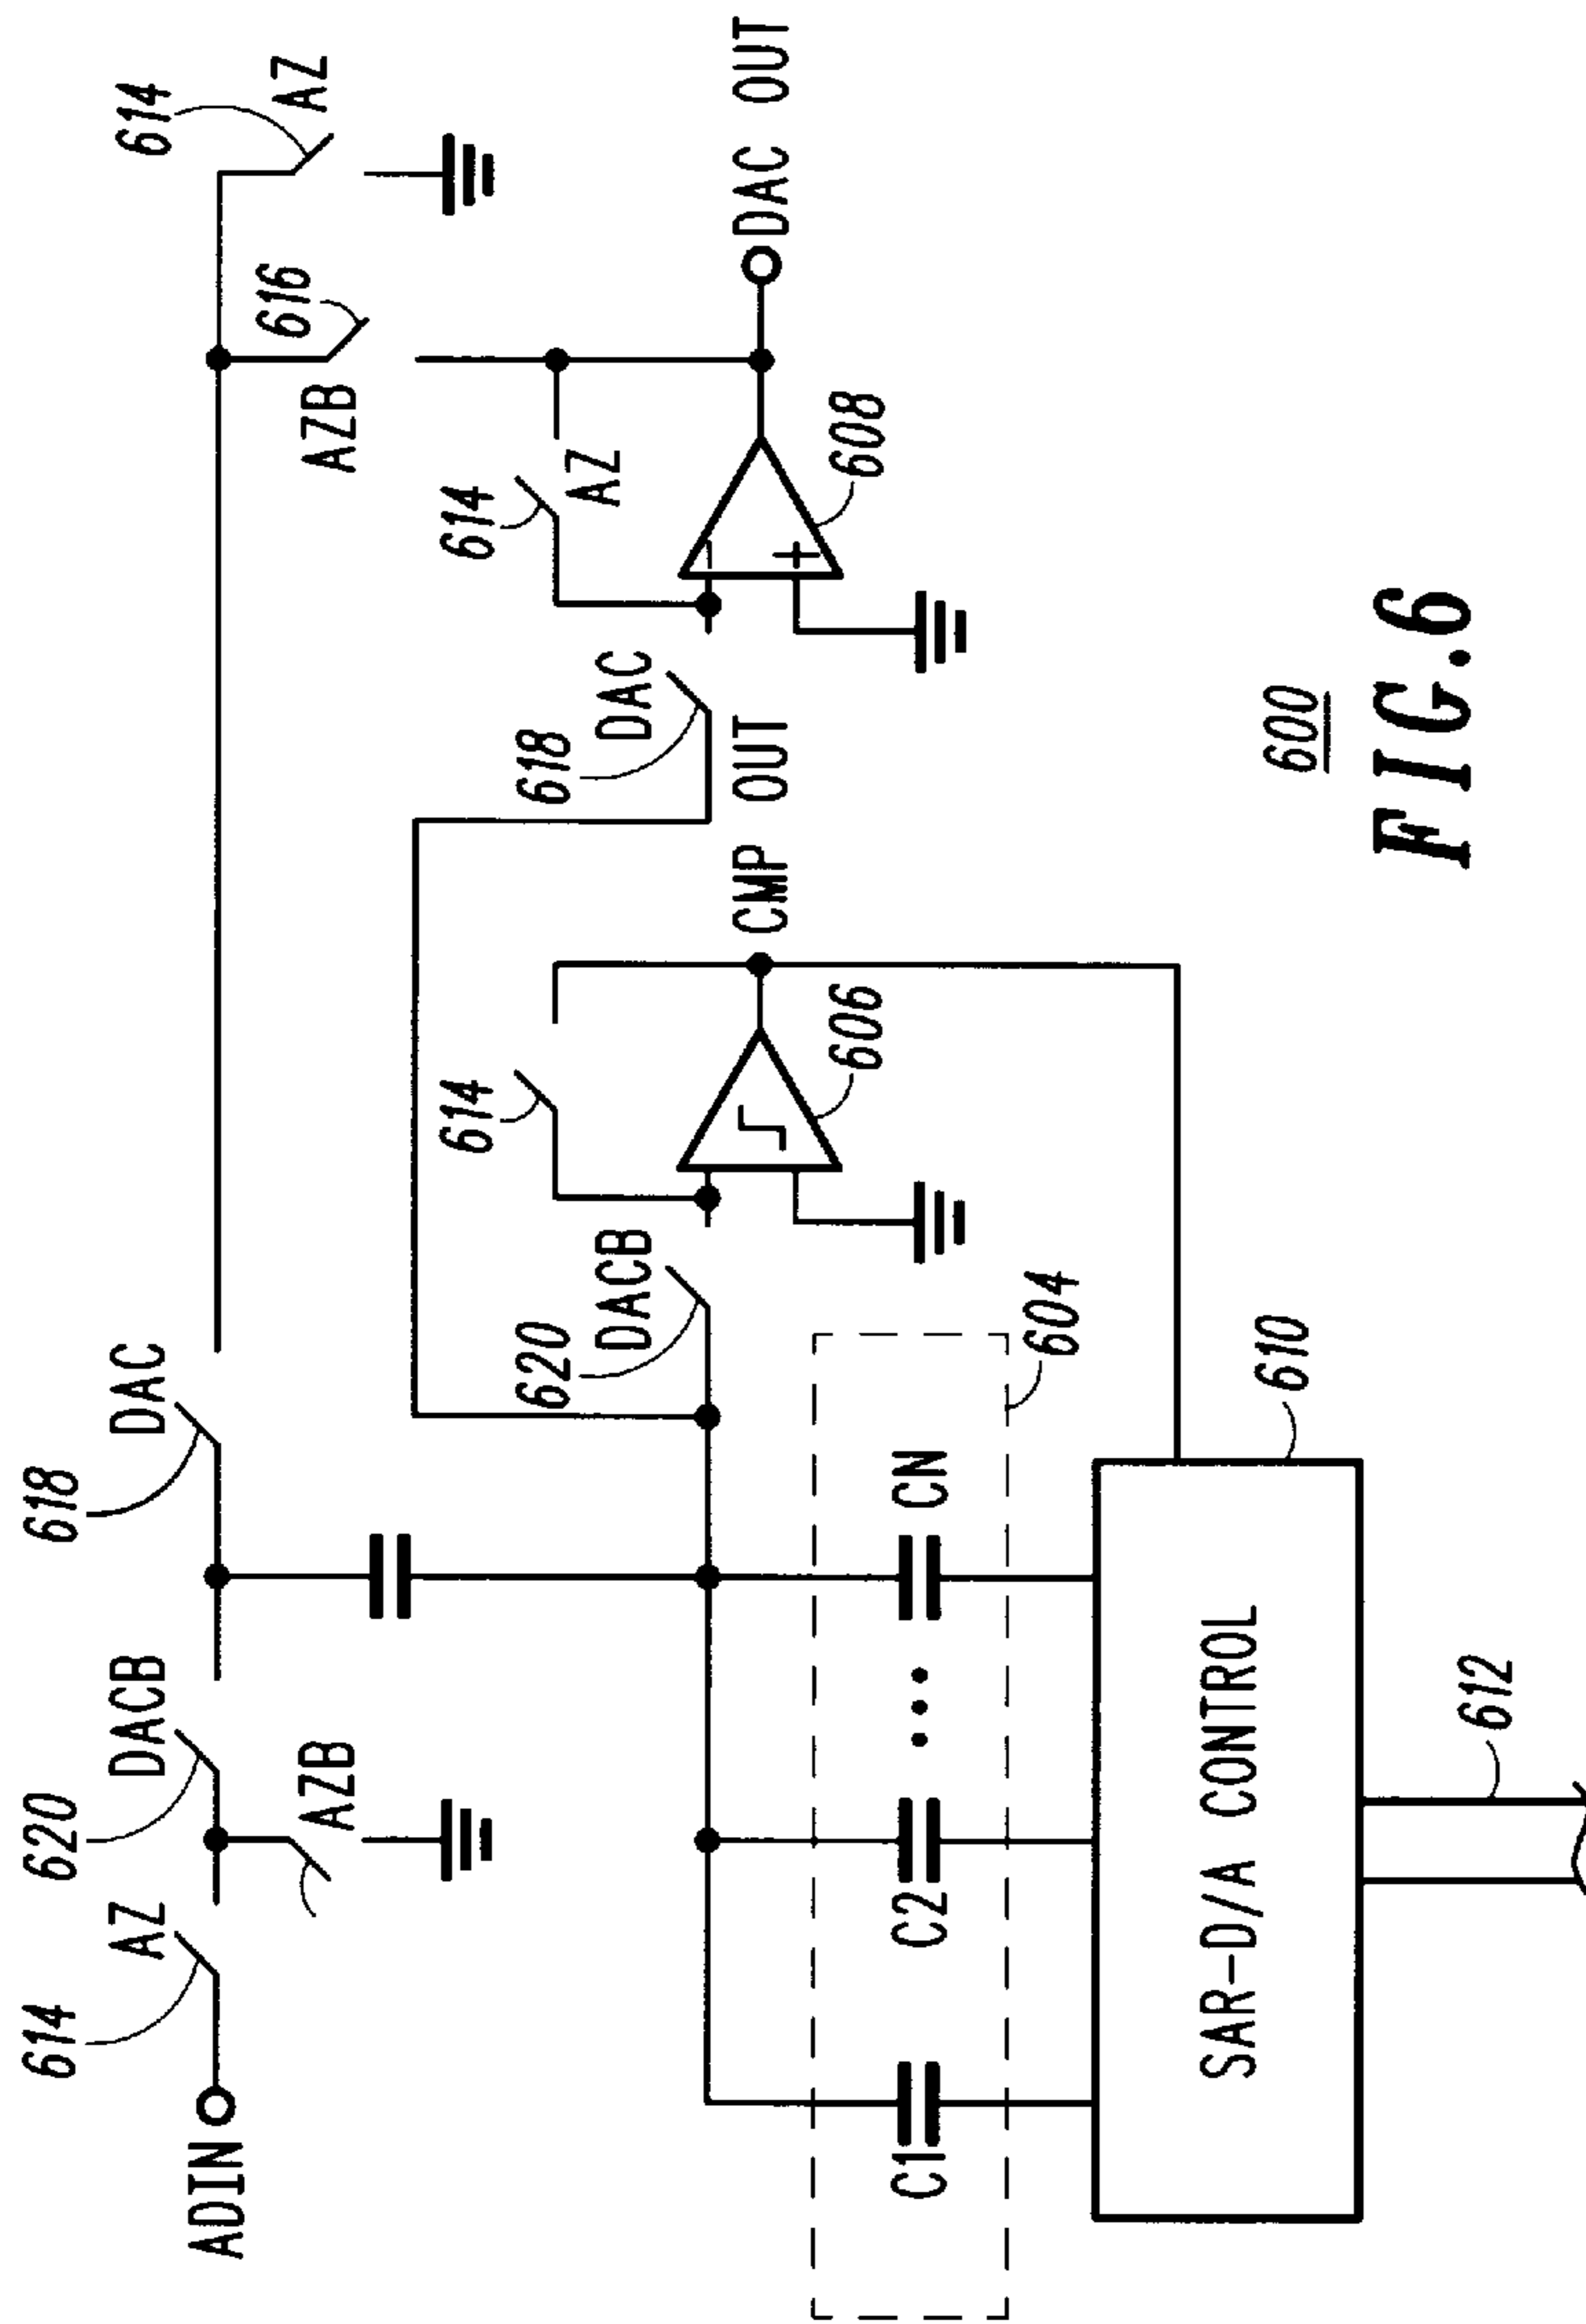 614
620
618
614
AZ
DACB
DAC
616
AZ
ADIN
AZB
AZB
614
614
620
618
AZ
DACB
DAC
CMP OUT
DAC OUT
606
608
+
C1
C2
...
CN
604
SAR-D/A CONTROL
610
600
612
FIG.6